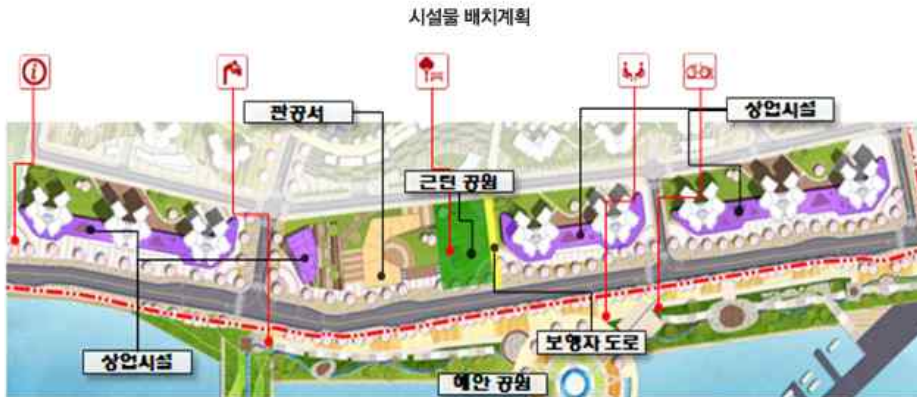 시설물 배치계획
관공서
상업시설
근린 공원
상업시설
보행자 도로
해안 공원